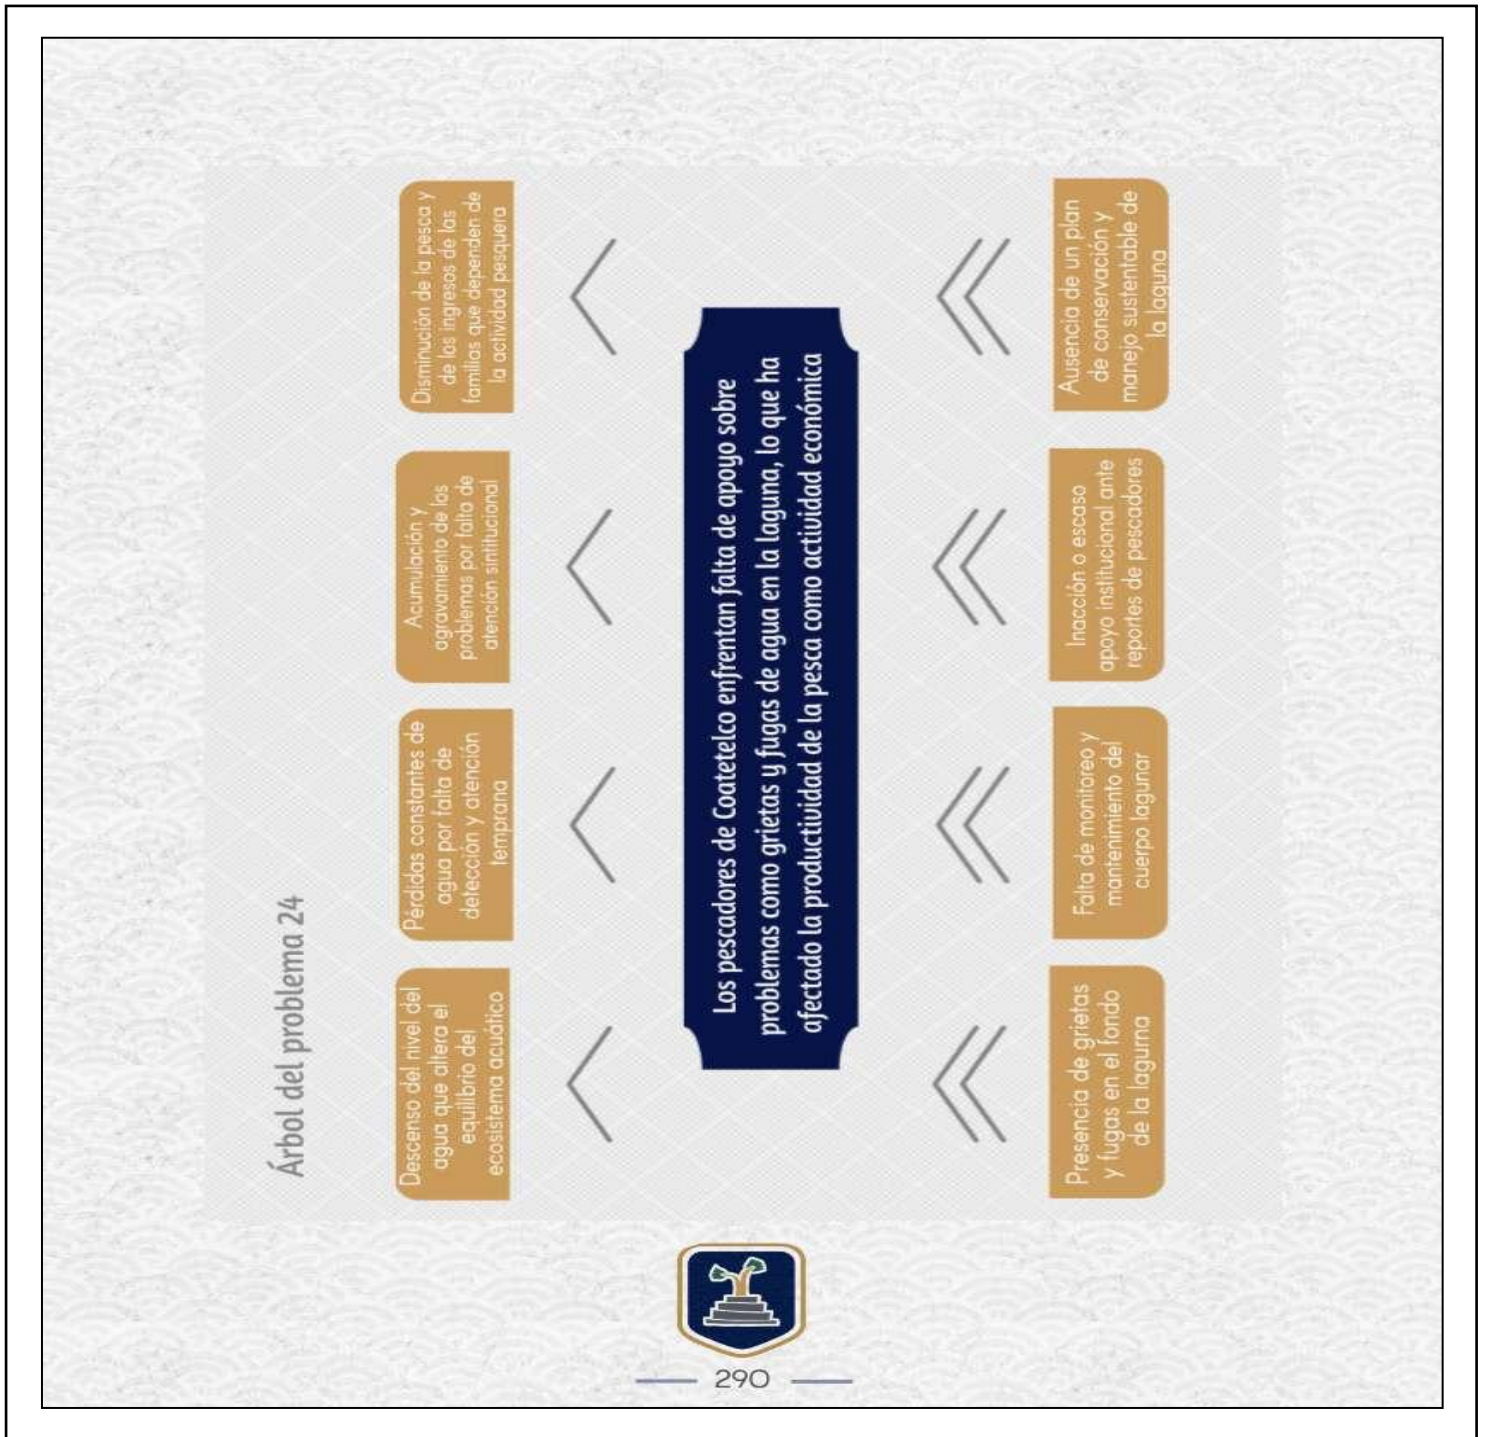 Árbol del problema 24
Descenso del nivel del
agua que altera el
equilibrio del
ecosistema acuático
Pérdidas constantes de
agua por falta de
detección y atención
temprana
Acumulación y
agravamiento de los
problemas por falta de
atención sintitucional
Disminución de la pesca y
de los ingresos de las
familias que dependen de
la actividad pesquera
Los pescadores de Coatetelco enfrentan falta de apoyo sobre
problemas como grietas y fugas de agua en la laguna, lo que ha
afectado la productividad de la pesca como actividad económica
Presencia de grietas
y fugas en el fondo
de la lagurna
Falta de monitoreo y
mantenimiento del
cuerpo lagunar
Inacción o escaso
apoyo institucional ante
reportes de pescadores
Ausencia de un plan
de conservación y
manejo sustentable de
la laguna
290